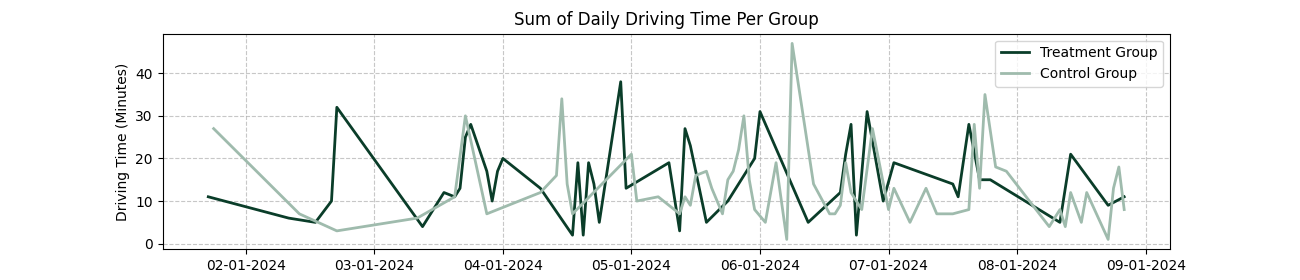 Sum of Daily Driving Time Per Group
Driving Time (Minutes)
40
30
20
10
0
Treatment Group
Control Group
02-01-2024 03-01-2024 04-01-2024 05-01-2024 06-01-2024 07-01-2024 08-01-2024 09-01-2024